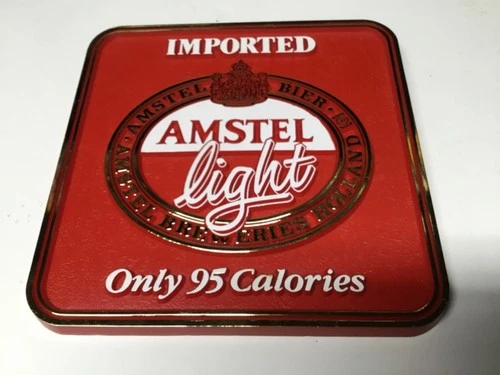 IMPORTED
· AMSTEL BIER ·
AMSTEL
light
AMSTEL BREWERIES HOLLAND
Only 95 Calories